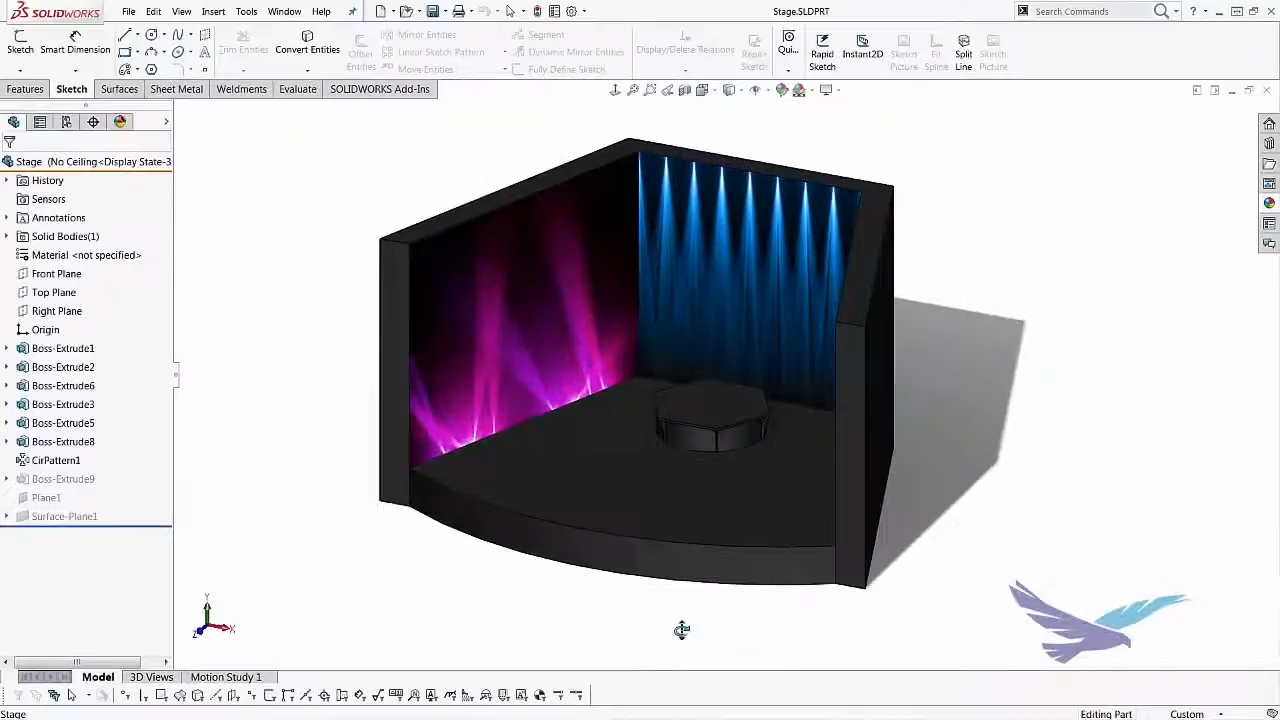 SOLIDWORKS
File Edit View Insert Tools Window Help
Stage.SLDPRT
Search Commands
Sketch
Smart Dimension
Trim Entities
Convert Entities
Offset Entities
Mirror Entities
Linear Sketch Pattern
Move Entities
Segment
Dynamic Mirror Entities
Fully Define Sketch
Display/Delete Relations
Repair Sketch
Qui...
Rapid Sketch
Instant2D
Sketch Picture
Fit Spline
Split Line
Sketch Picture
Features Sketch Surfaces Sheet Metal Weldments Evaluate SOLIDWORKS Add-Ins
Stage (No Ceiling<Display State-3
History
Sensors
Annotations
Solid Bodies(1)
Material <not specified>
Front Plane
Top Plane
Right Plane
Origin
Boss-Extrude1
Boss-Extrude2
Boss-Extrude6
Boss-Extrude3
Boss-Extrude5
Boss-Extrude8
CirPattern1
Boss-Extrude9
Plane1
Surface-Plane1
Y
Z X
Model 3D Views Motion Study 1
Stage
Editing Part
Custom